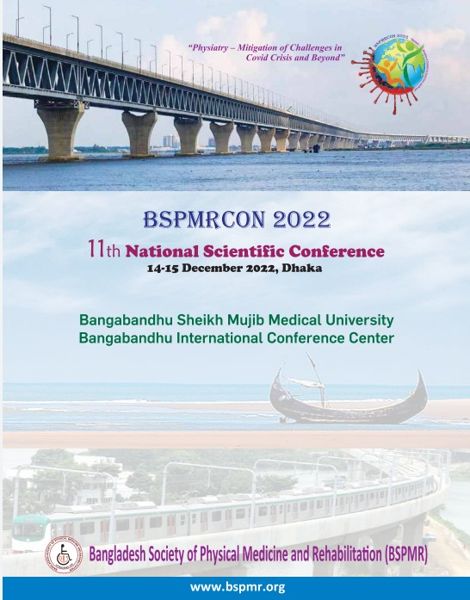 "Physiatry – Mitigation of Challenges in
Covid Crisis and Beyond"
BSPMRCON 2022
BSPMRCON 2022
11th National Scientific Conference
14-15 December 2022, Dhaka
Bangabandhu Sheikh Mujib Medical University
Bangabandhu International Conference Center
Bangladesh Society of Physical Medicine and Rehabilitation (BSPMR)
www.bspmr.org